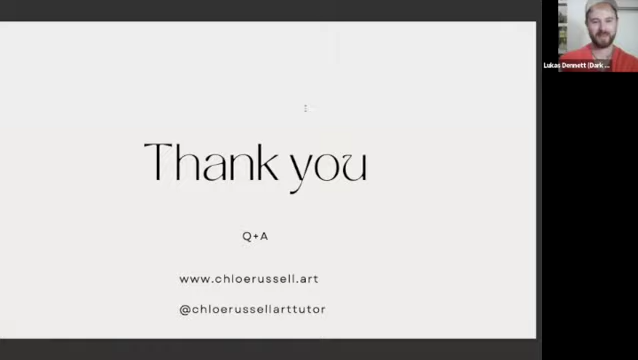 Thank you
Q+A
www.chloerussell.art
@chloerussellarttutor
Lukas Dennett (Dark ...